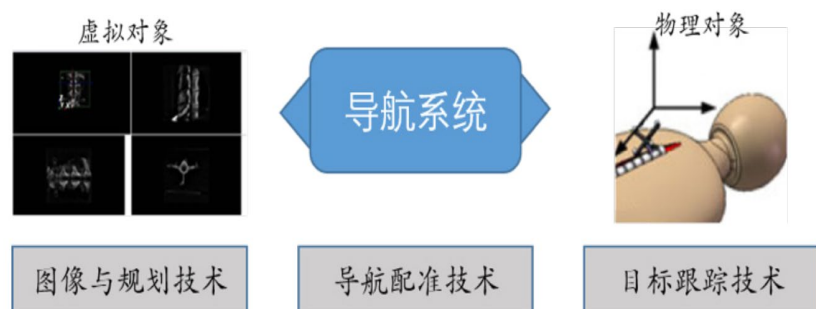 虚拟对象
物理对象
导航系统
图像与规划技术
导航配准技术
目标跟踪技术